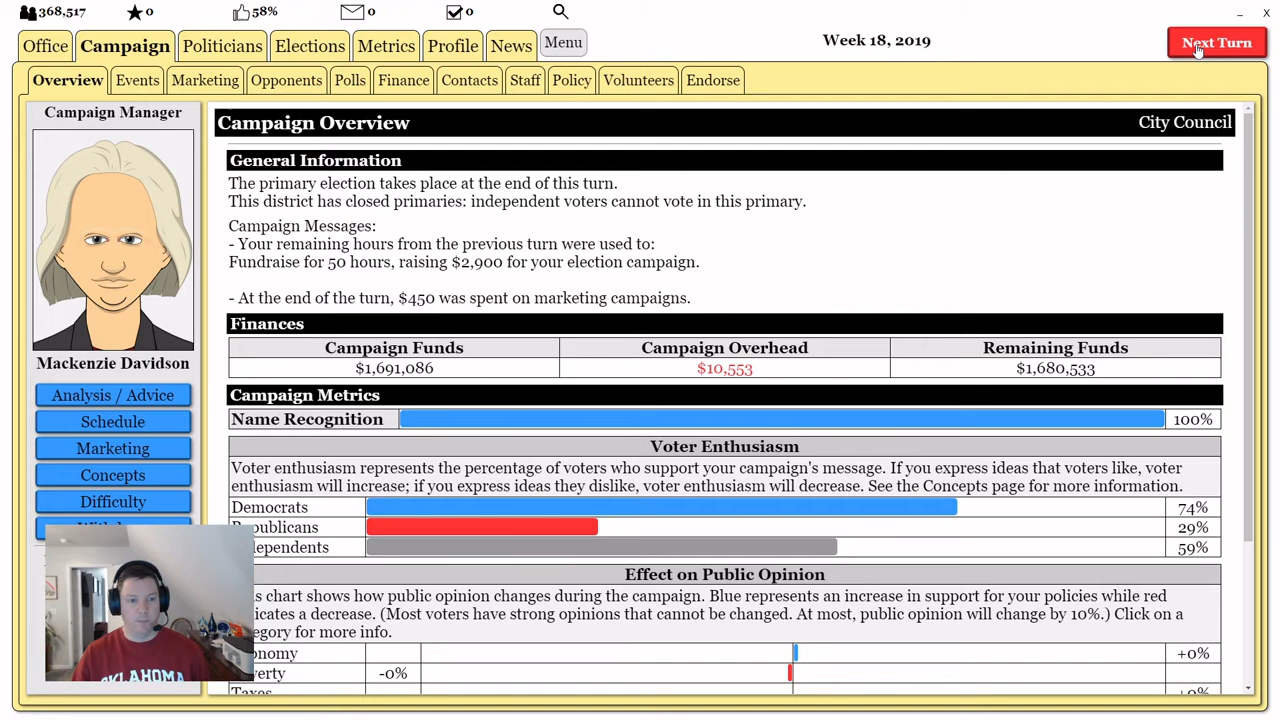 368,517 0 58% 0 0
_ X
Office Campaign Politicians Elections Metrics Profile News Menu Week 18, 2019 Next Turn
Overview Events Marketing Opponents Polls Finance Contacts Staff Policy Volunteers Endorse
Campaign Manager
Mackenzie Davidson
Analysis / Advice
Schedule
Marketing
Concepts
Difficulty
Campaign Overview City Council
General Information
The primary election takes place at the end of this turn.
This district has closed primaries: independent voters cannot vote in this primary.
Campaign Messages:
- Your remaining hours from the previous turn were used to:
Fundraise for 50 hours, raising $2,900 for your election campaign.
- At the end of the turn, $450 was spent on marketing campaigns.
Finances
Campaign Funds Campaign Overhead Remaining Funds
$1,691,086 $10,553 $1,680,533
Campaign Metrics
Name Recognition 100%
Voter Enthusiasm
Voter enthusiasm represents the percentage of voters who support your campaign's message. If you express ideas that voters like, voter
enthusiasm will increase; if you express ideas they dislike, voter enthusiasm will decrease. See the Concepts page for more information.
Democrats 74%
publicans 29%
ependents 59%
Effect on Public Opinion
s chart shows how public opinion changes during the campaign. Blue represents an increase in support for your policies while red
icates a decrease. (Most voters have strong opinions that cannot be changed. At most, public opinion will change by 10%.) Click on a
egory for more info.
onomy +0%
verty -0%
Taxes +0%
OKLAHOMA